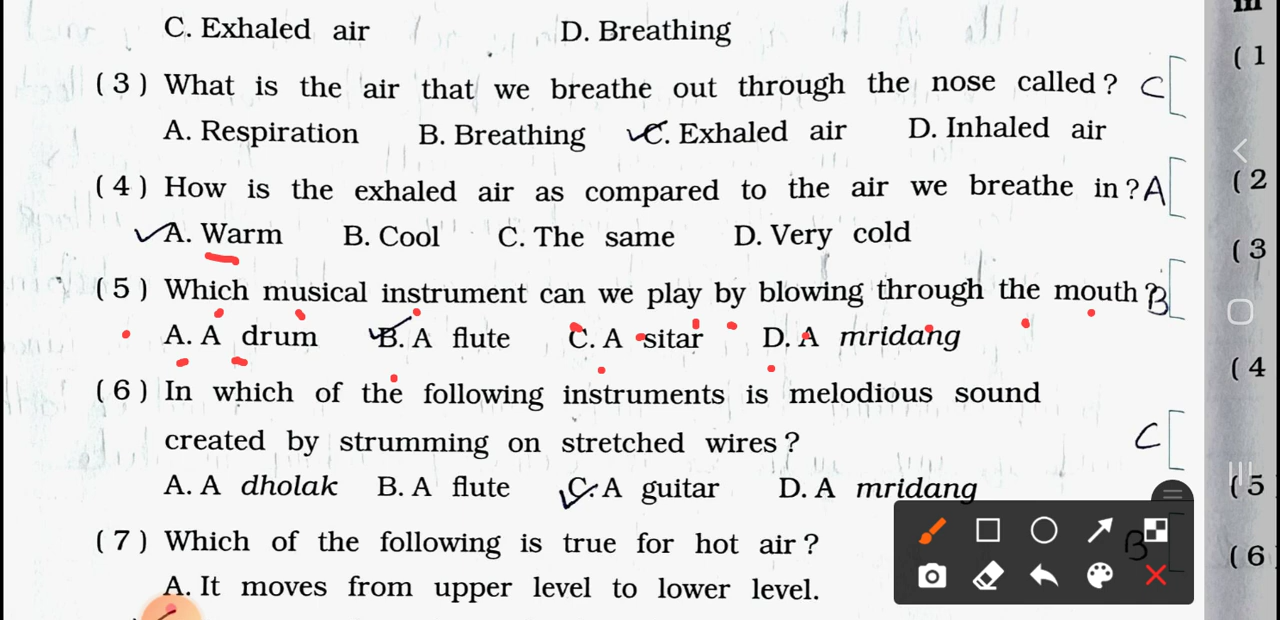 C. Exhaled air D. Breathing
(3) What is the air that we breathe out through the nose called? C
A. Respiration B. Breathing C. Exhaled air D. Inhaled air
(4) How is the exhaled air as compared to the air we breathe in? A
A. Warm B. Cool C. The same D. Very cold
(5) Which musical instrument can we play by blowing through the mouth? B
A. A drum B. A flute C. A sitar D. A mridang
(6) In which of the following instruments is melodious sound
created by strumming on stretched wires? C
A. A dholak B. A flute C. A guitar D. A mridang
(7) Which of the following is true for hot air? B
A. It moves from upper level to lower level.
(1
(2
(3
(4
(5
(6